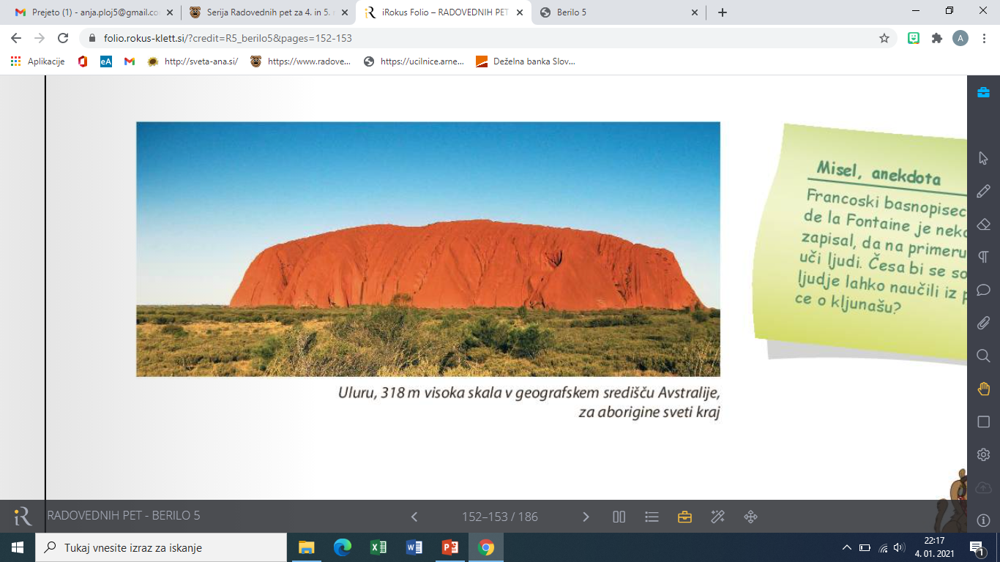 Prejeto (1) - anja.ploj5@gmail.co
Serija Radovednih pet za 4. in 5. r
iRokus Folio – RADOVEDNIH PET
Berilo 5
folio.rokus-klett.si/?credit=R5_berilo5&pages=152-153
A
Aplikacije
eA
http://sveta-ana.si/
https://www.radove...
https://ucilnice.arne...
Deželna banka Slov...
Misel, anekdota
Francoski basnopisec
de la Fontaine je neko
zapisal, da na primeru
uči ljudi. Česa bi se so
ljudje lahko naučili iz p
ce o kljunašu?
Uluru, 318 m visoka skala v geografskem središču Avstralije,
za aborigine sveti kraj
iR
RADOVEDNIH PET - BERILO 5
152–153 / 186
Tukaj vnesite izraz za iskanje
22:17
4. 01. 2021
1